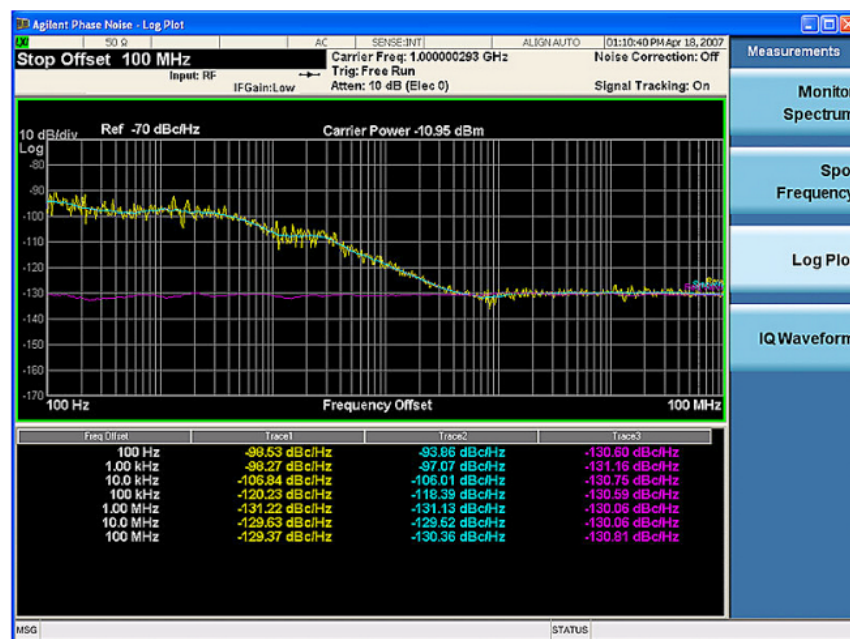 Agilent Phase Noise - Log Plot
50 Ω AC SENSE:INT ALIGN AUTO 01:10:40 PM Apr 18, 2007
Stop Offset 100 MHz
Carrier Freq: 1.000000293 GHz Noise Correction: Off
Input: RF Trig: Free Run
IFGain:Low Atten: 10 dB (Elec 0) Signal Tracking: On
Measurements
Monitor
Spectrum
Spo
Frequency
Log Plo
IQ Waveform
10 dB/div Ref -70 dBc/Hz Carrier Power -10.95 dBm
Log
-80
-90
-100
-110
-120
-130
-140
-150
-160
-170
100 Hz Frequency Offset 100 MHz
Freq Offset Trace1 Trace2 Trace3
100 Hz -98.53 dBc/Hz -93.86 dBc/Hz -130.60 dBc/Hz
1.00 kHz -98.27 dBc/Hz -97.07 dBc/Hz -131.16 dBc/Hz
10.0 kHz -106.84 dBc/Hz -106.01 dBc/Hz -130.75 dBc/Hz
100 kHz -120.23 dBc/Hz -118.39 dBc/Hz -130.59 dBc/Hz
1.00 MHz -131.22 dBc/Hz -131.13 dBc/Hz -130.06 dBc/Hz
10.0 MHz -129.63 dBc/Hz -129.52 dBc/Hz -130.06 dBc/Hz
100 MHz -129.37 dBc/Hz -130.36 dBc/Hz -130.81 dBc/Hz
MSG STATUS